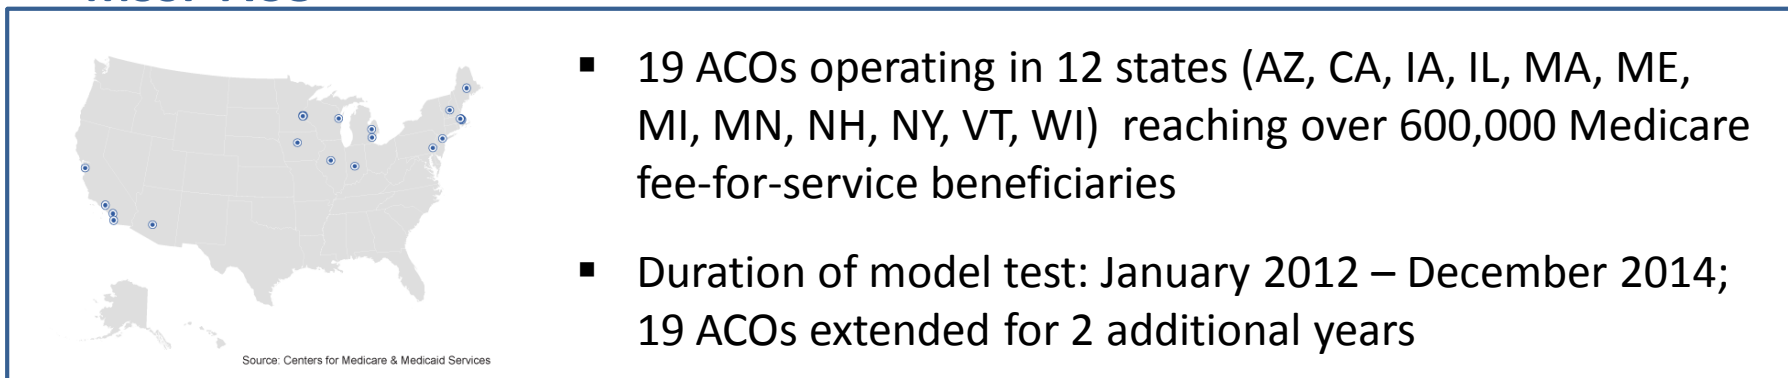 ▪ 19 ACOs operating in 12 states (AZ, CA, IA, IL, MA, ME,
MI, MN, NH, NY, VT, WI)  reaching over 600,000 Medicare
fee-for-service beneficiaries
▪ Duration of model test: January 2012 – December 2014;
19 ACOs extended for 2 additional years
Source: Centers for Medicare & Medicaid Services